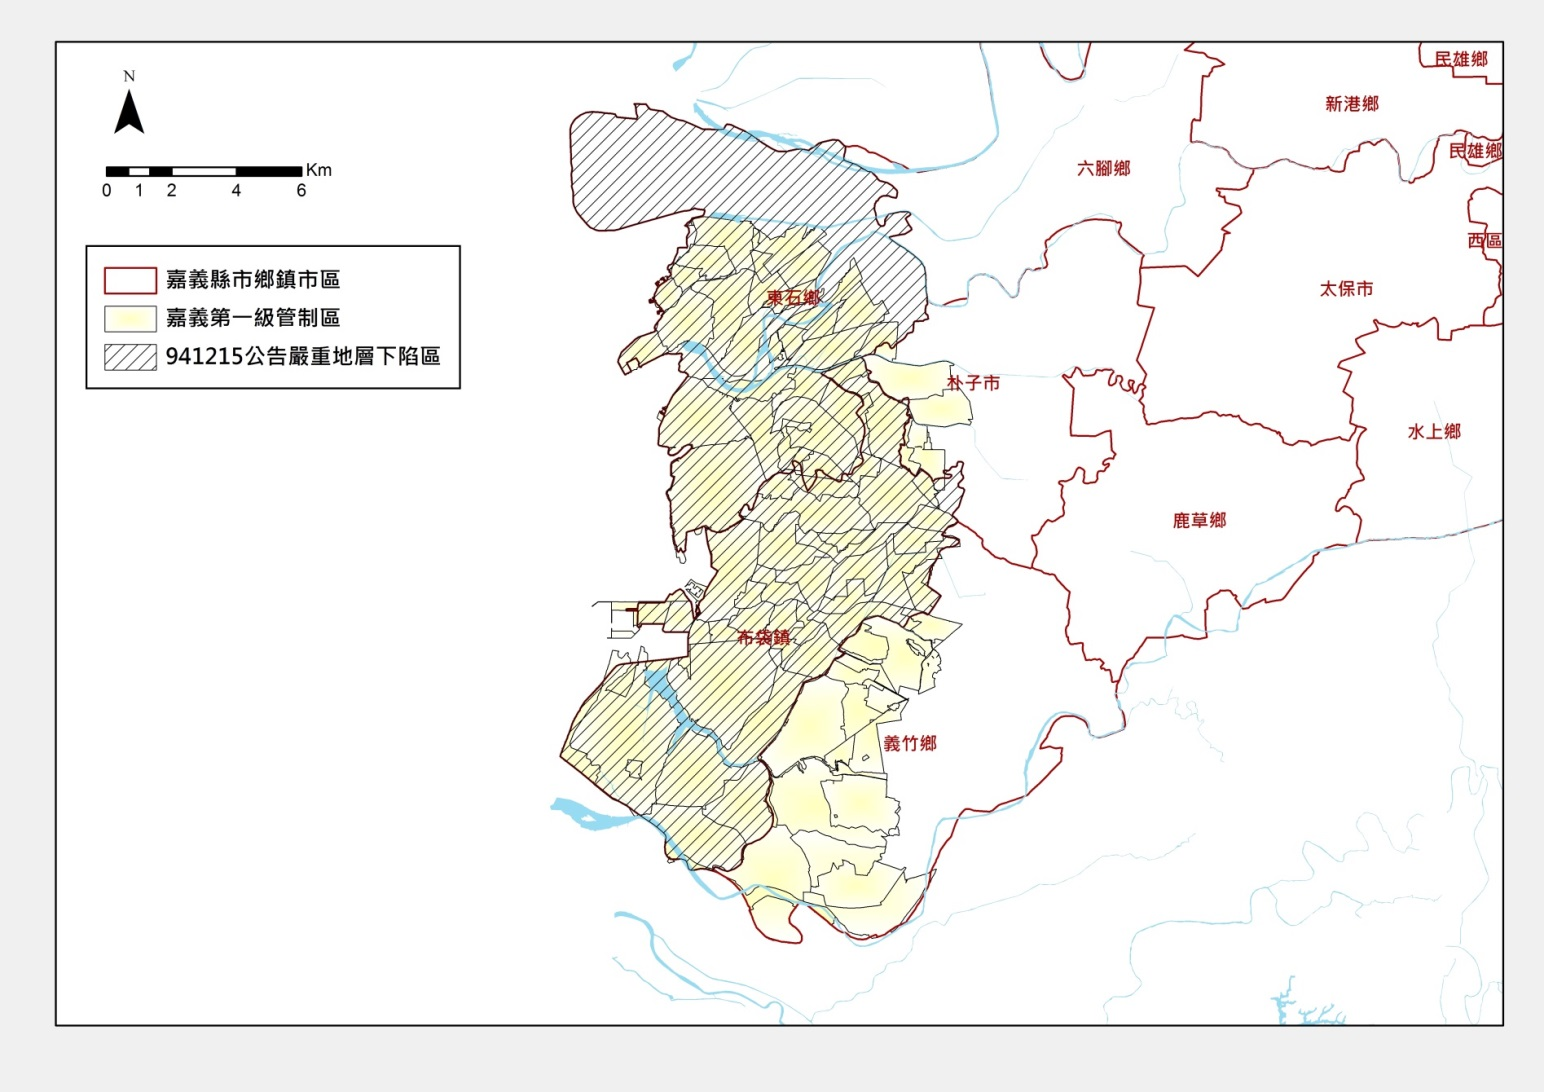 N
Km
0 1 2 4 6
嘉義縣市鄉鎮市區
嘉義第一級管制區
941215公告嚴重地層下陷區
民雄鄉
新港鄉
民雄鄉
六腳鄉
西區
太保市
東石鄉
朴子市
水上鄉
鹿草鄉
布袋鎮
義竹鄉